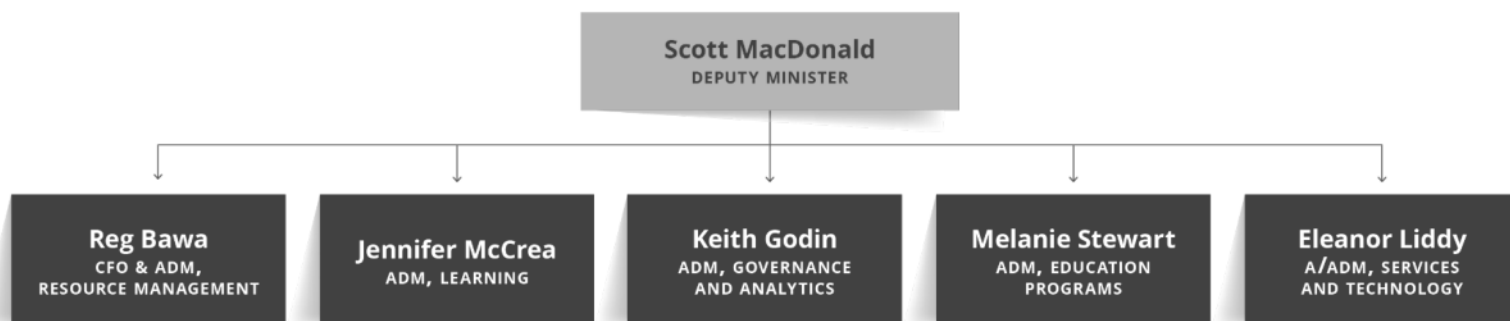 Scott MacDonald
DEPUTY MINISTER
Reg Bawa
CFO & ADM,
RESOURCE MANAGEMENT
Jennifer McCrea
ADM, LEARNING
Keith Godin
ADM, GOVERNANCE
AND ANALYTICS
Melanie Stewart
ADM, EDUCATION
PROGRAMS
Eleanor Liddy
A/ADM, SERVICES
AND TECHNOLOGY